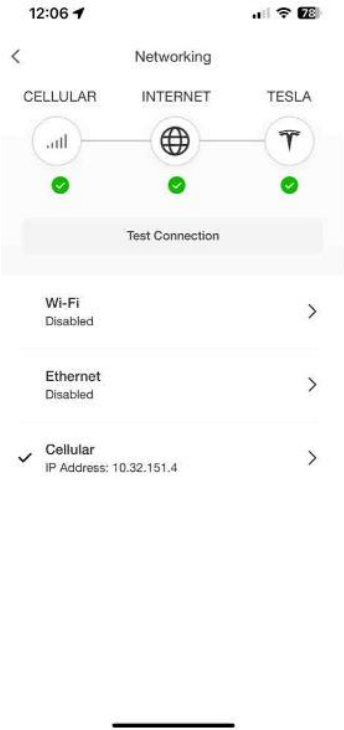 12:06
78
Networking
CELLULAR INTERNET TESLA
Test Connection
Wi-Fi
Disabled
Ethernet
Disabled
Cellular
IP Address: 10.32.151.4